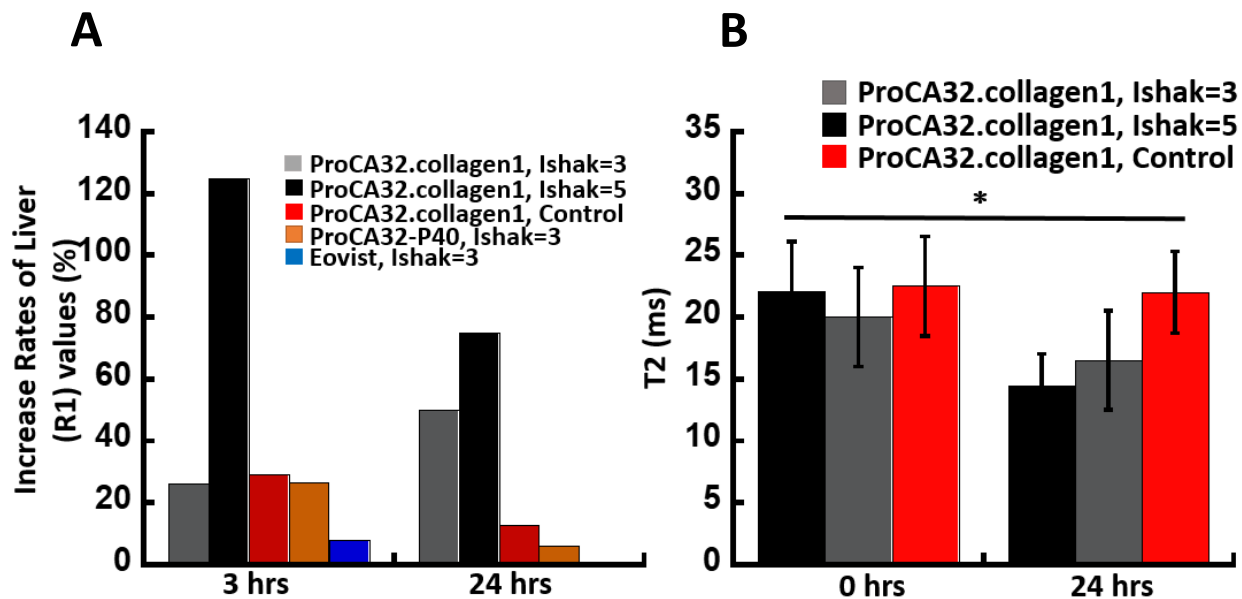 A
Increase Rates of Liver
(R1) values (%)
140
120
100
80
60
40
20
0
ProCA32.collagen1, Ishak=3
ProCA32.collagen1, Ishak=5
ProCA32.collagen1, Control
ProCA32-P40, Ishak=3
Eovist, Ishak=3
3 hrs
24 hrs
B
ProCA32.collagen1, Ishak=3
ProCA32.collagen1, Ishak=5
ProCA32.collagen1, Control
T2 (ms)
35
30
25
20
15
10
5
0
*
0 hrs
24 hrs